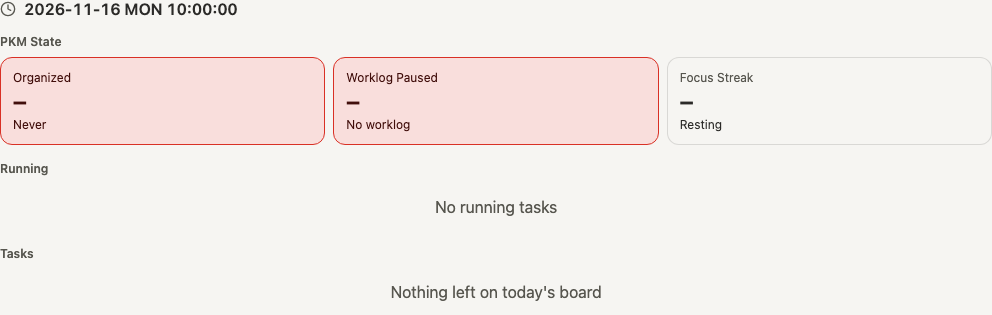 2026-11-16 MON 10:00:00
PKM State
Organized
–
Never
Worklog Paused
–
No worklog
Focus Streak
–
Resting
Running
No running tasks
Tasks
Nothing left on today's board